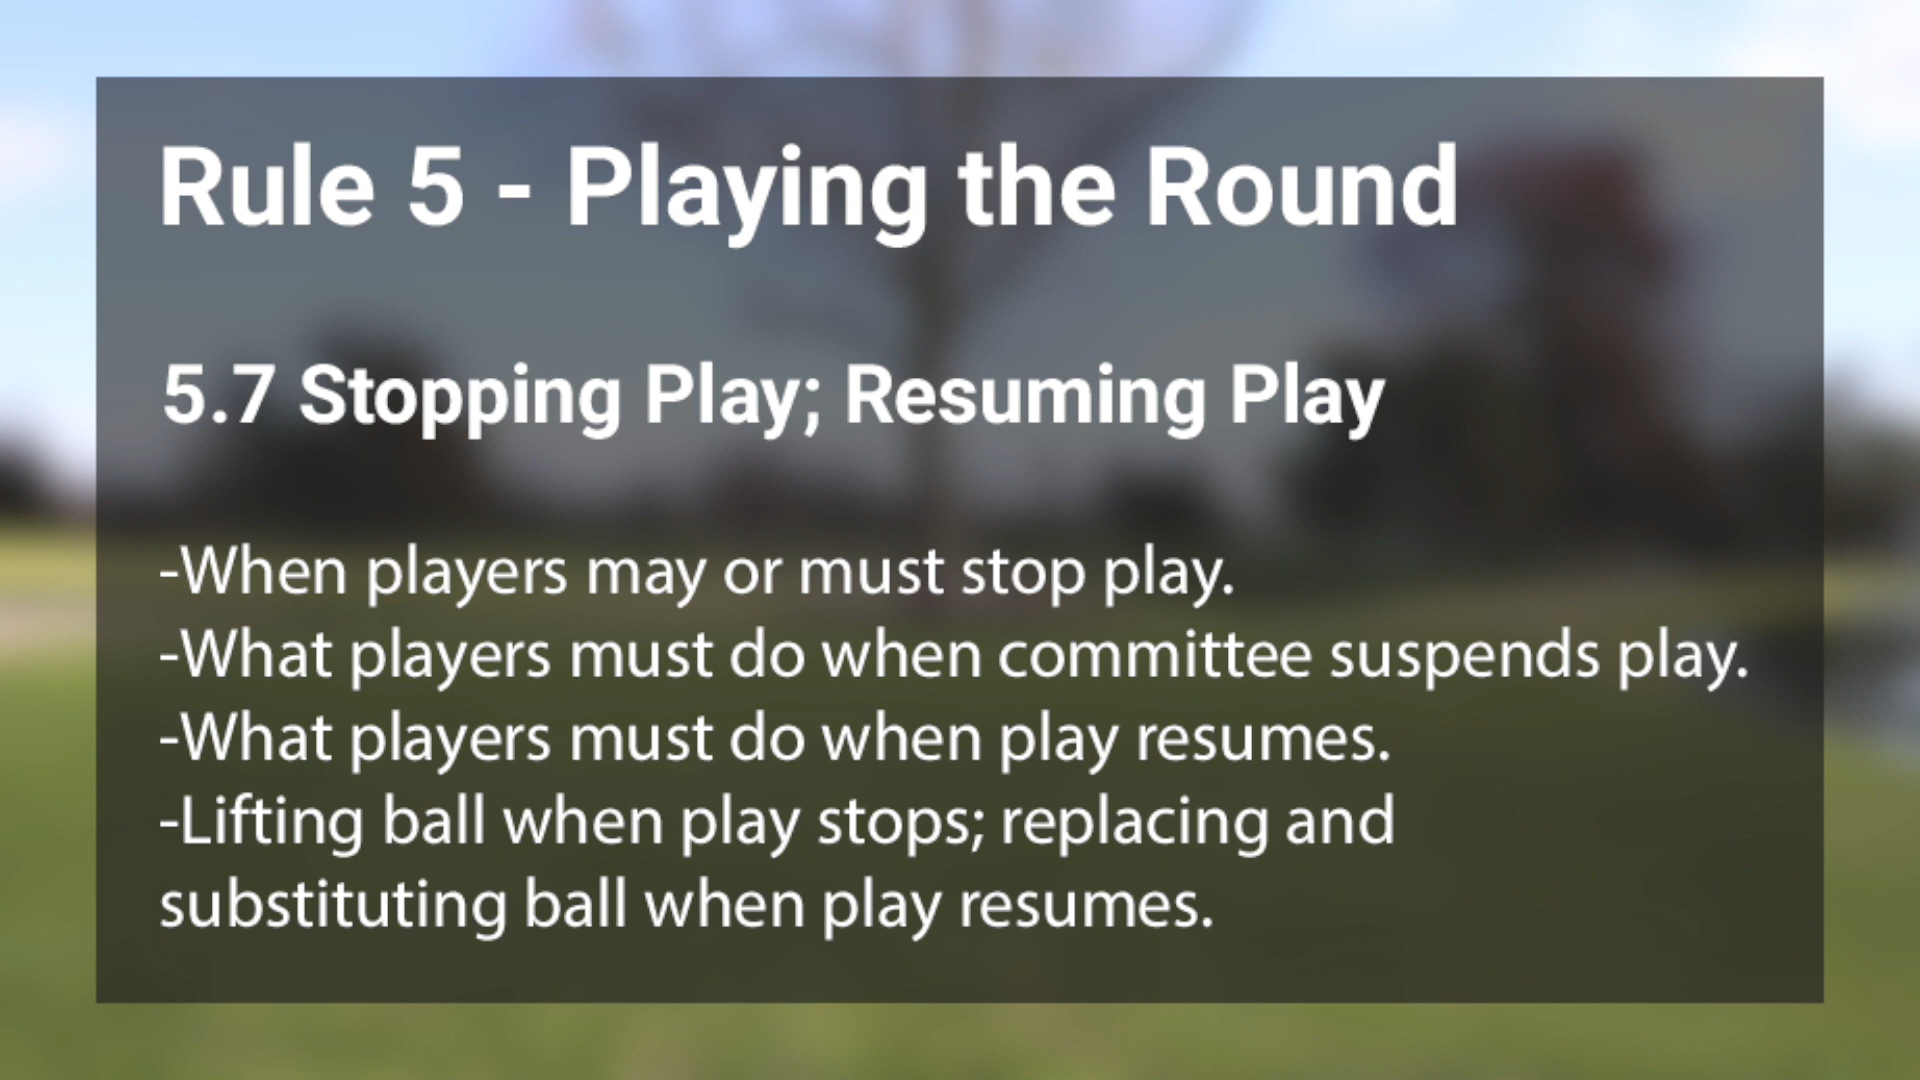 Rule 5 - Playing the Round
5.7 Stopping Play; Resuming Play
-When players may or must stop play.
-What players must do when committee suspends play.
-What players must do when play resumes.
-Lifting ball when play stops; replacing and
substituting ball when play resumes.